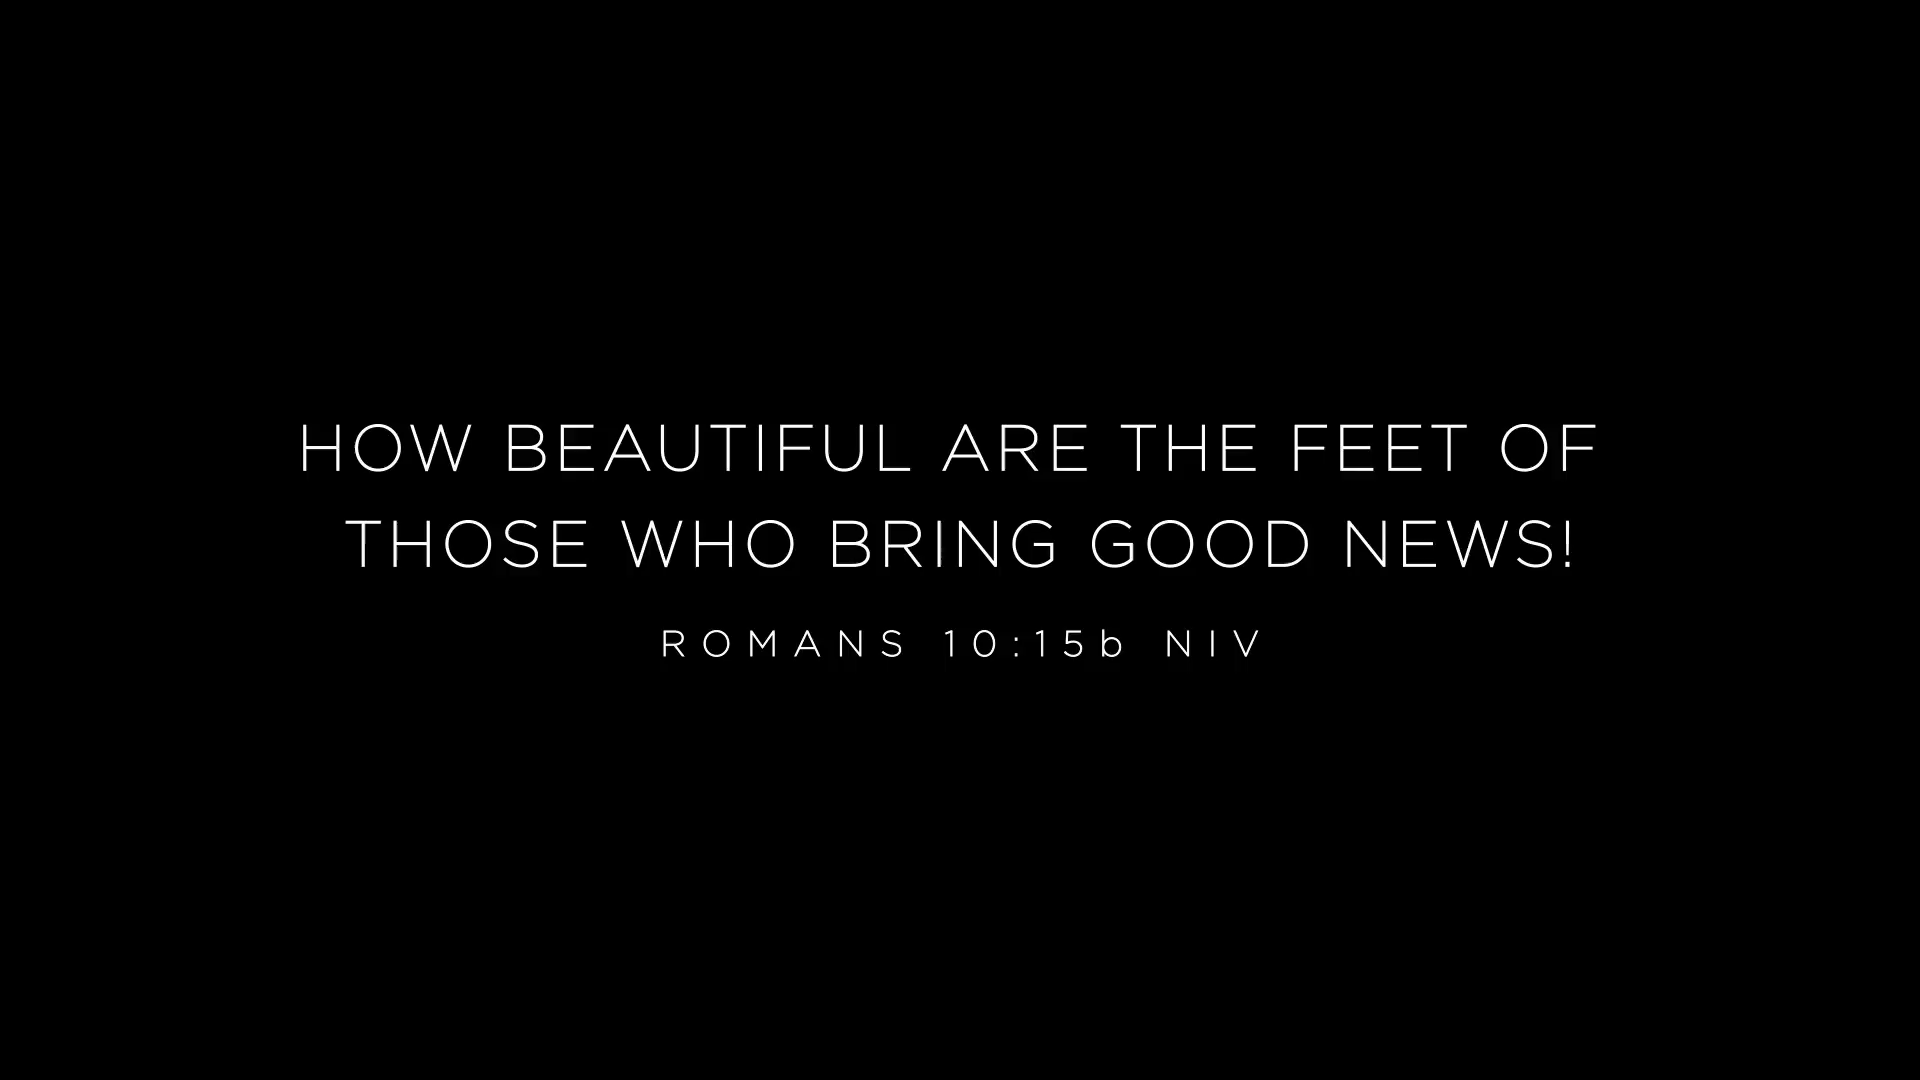 HOW BEAUTIFUL ARE THE FEET OF
THOSE WHO BRING GOOD NEWS!
ROMANS 10:15b NIV